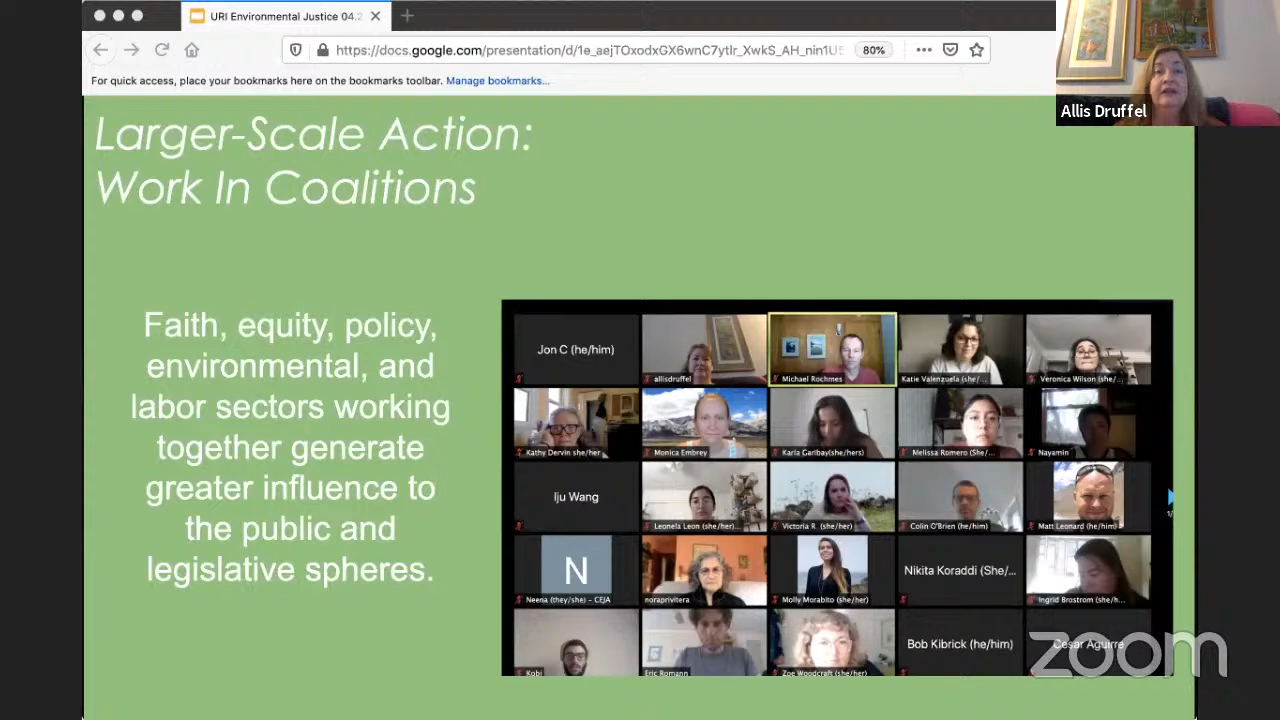 URI Environmental Justice 04.2
https://docs.google.com/presentation/d/1e_aejTOxodxGX6wnC7ytIr_XwkS_AH_nin1U5
80%
For quick access, place your bookmarks here on the bookmarks toolbar. Manage bookmarks...
Allis Druffel
Larger-Scale Action:
Work In Coalitions
Faith, equity, policy,
environmental, and
labor sectors working
together generate
greater influence to
the public and
legislative spheres.
Jon C (he/him)
allisdruffel
Michael Rochmes
Katie Valenzuela (she/...
Veronica Wilson (she/...
Kathy Dervin she/her
Monica Embrey
Karla Garibay(she/hers)
Melissa Romero (She/...
Nayamin
Iju Wang
Leonela Leon (she/her)...
Victoria R (she/her)
Colin O'Brien (he/him)
Matt Leonard (he/him)
1/
N
Neena (they/she) - CEJA
noraprivitera
Molly Morabito (she/her)
Nikita Koraddi (She/...
Ingrid Brostrom (she/h...
Kobi
Eric Romann
Zoe Woodcraft (she/her)
Bob Kibrick (he/him)
Cesar Aguirre
zoom